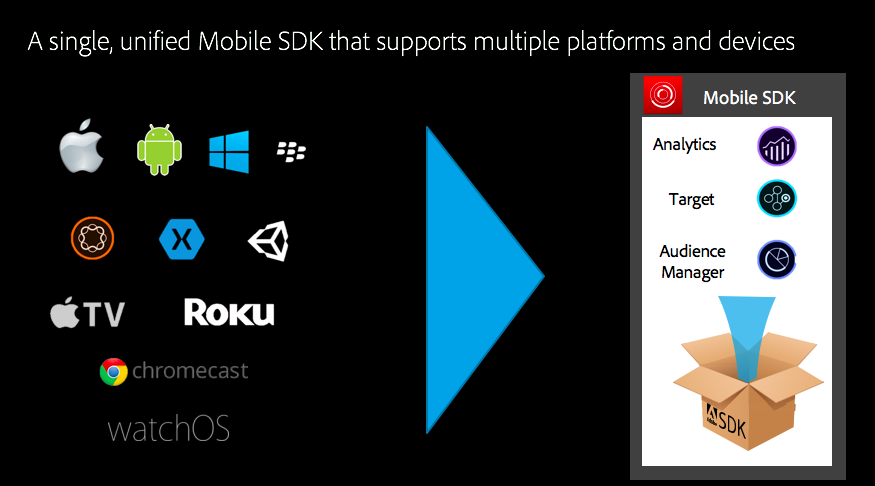 A single, unified Mobile SDK that supports multiple platforms and devices
Mobile SDK
Analytics
Target
Audience
Manager
X
TV
ROKU
chromecast
watchOS
SDK